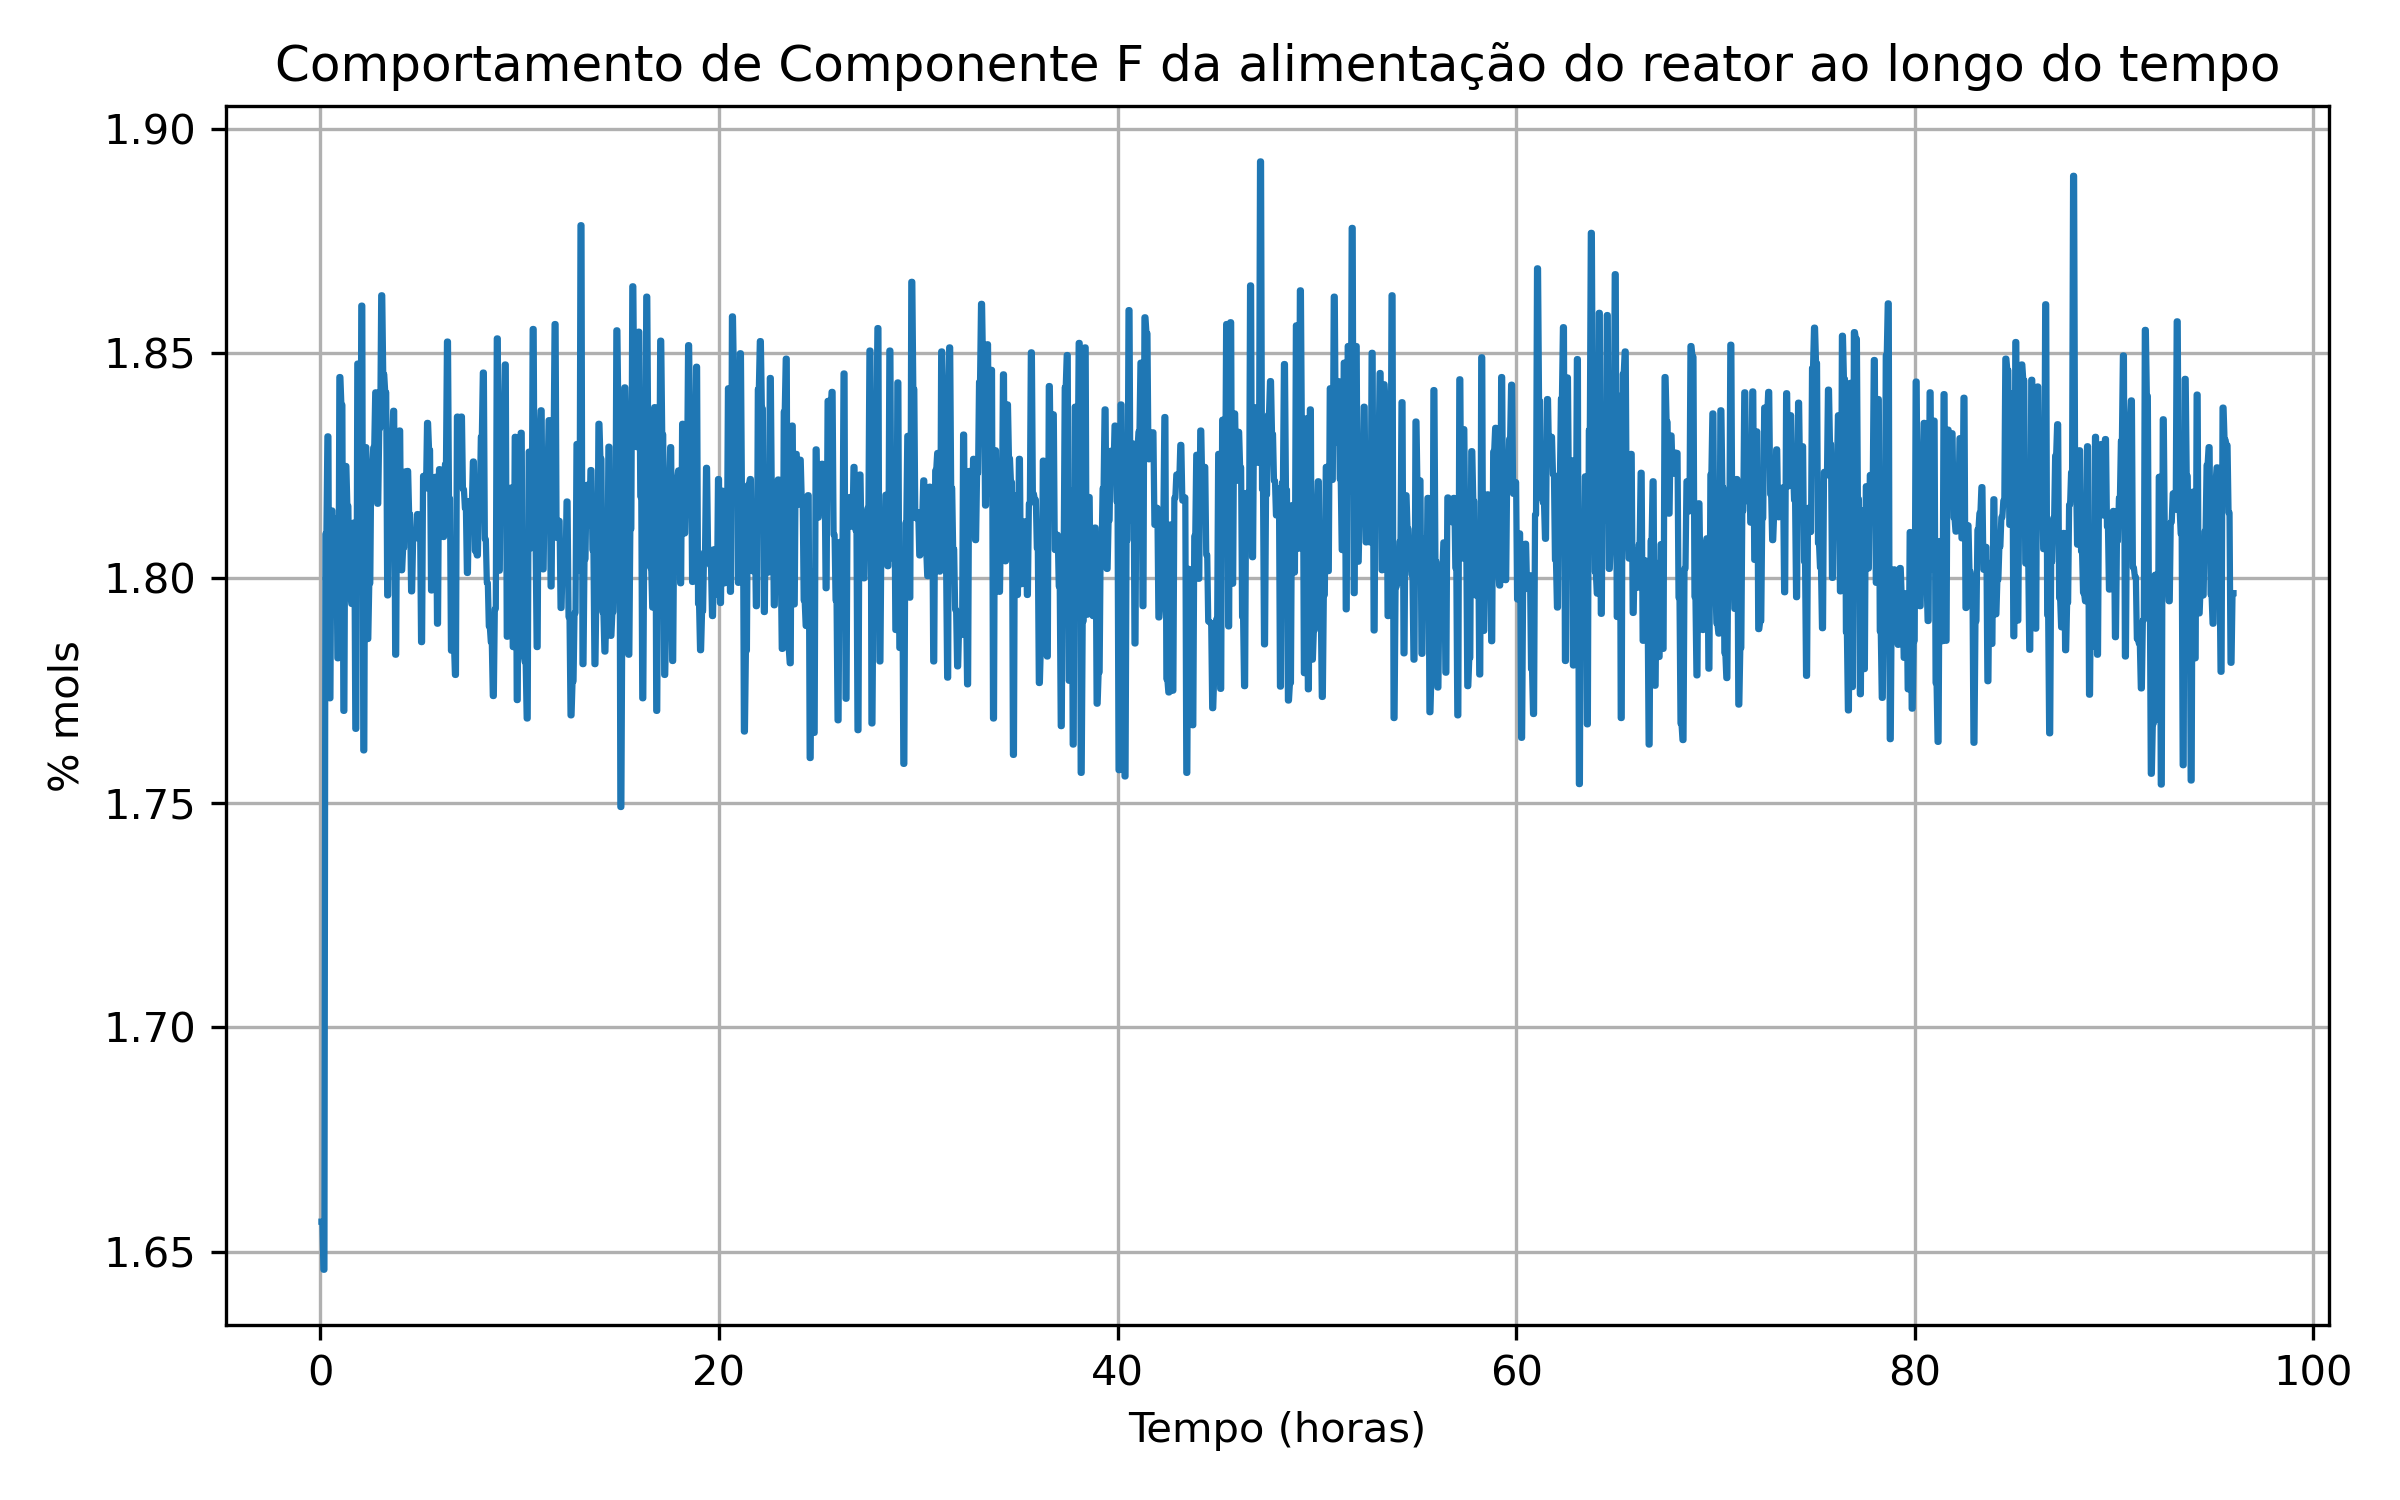 Comportamento de Componente F da alimentação do reator ao longo do tempo
1.90
1.85
1.80
1.75
1.70
1.65
% mols
0 20 40 60 80 100
Tempo (horas)